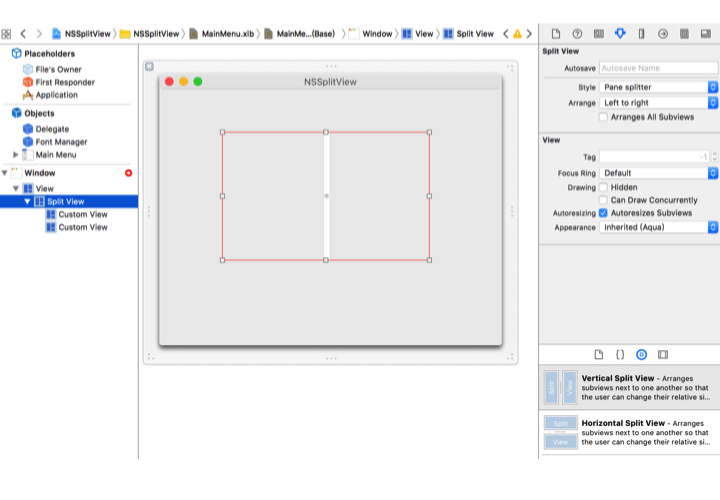 NSSplitView
NSSplitView
MainMenu.xib
MainMe...(Base)
Window
View
Split View
Placeholders
File's Owner
First Responder
Application
Objects
Delegate
Font Manager
Main Menu
Window
View
Split View
Custom View
Custom View
NSSplitView
Split View
Autosave
Autosave Name
Style
Pane splitter
Arrange
Left to right
Arranges All Subviews
View
Tag
-1
Focus Ring
Default
Drawing
Hidden
Can Draw Concurrently
Autoresizing
Autoresizes Subviews
Appearance
Inherited (Aqua)
Split
View
Vertical Split View - Arranges
subviews next to one another so that
the user can change their relative si...
Split
View
Horizontal Split View - Arranges
subviews next to one another so that
the user can change their relative si...